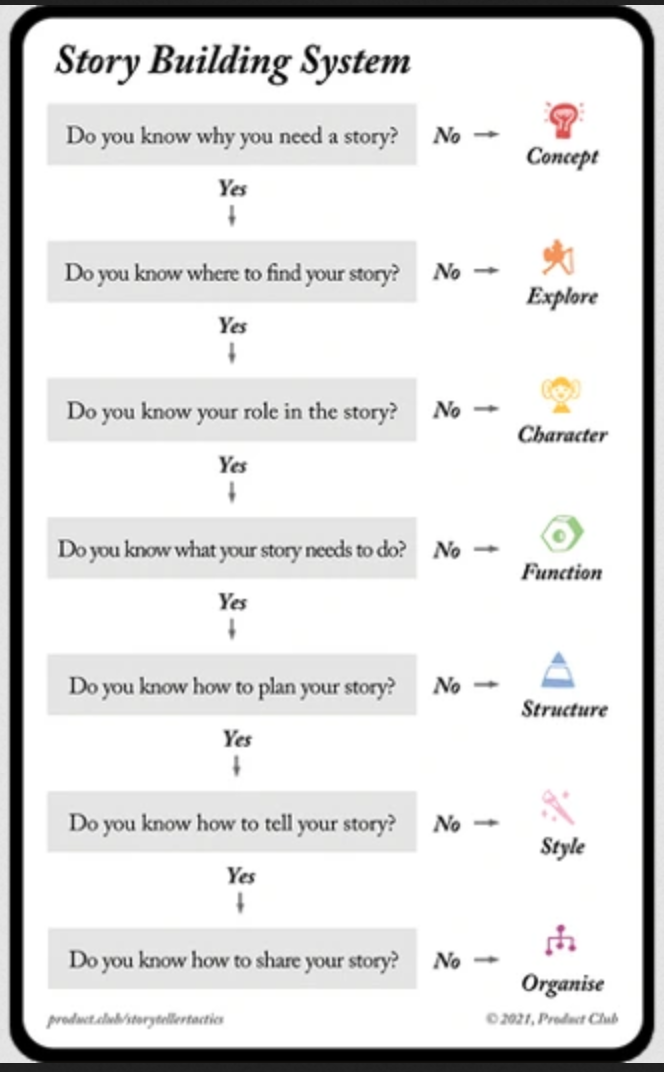 Story Building System
Do you know why you need a story?
No
Concept
Yes
Do you know where to find your story?
No
Explore
Yes
Do you know your role in the story?
No
Character
Yes
Do you know what your story needs to do?
No
Function
Yes
Do you know how to plan your story?
No
Structure
Yes
Do you know how to tell your story?
No
Style
Yes
Do you know how to share your story?
No
Organise
product.club/storytellertactics
© 2021, Product Club